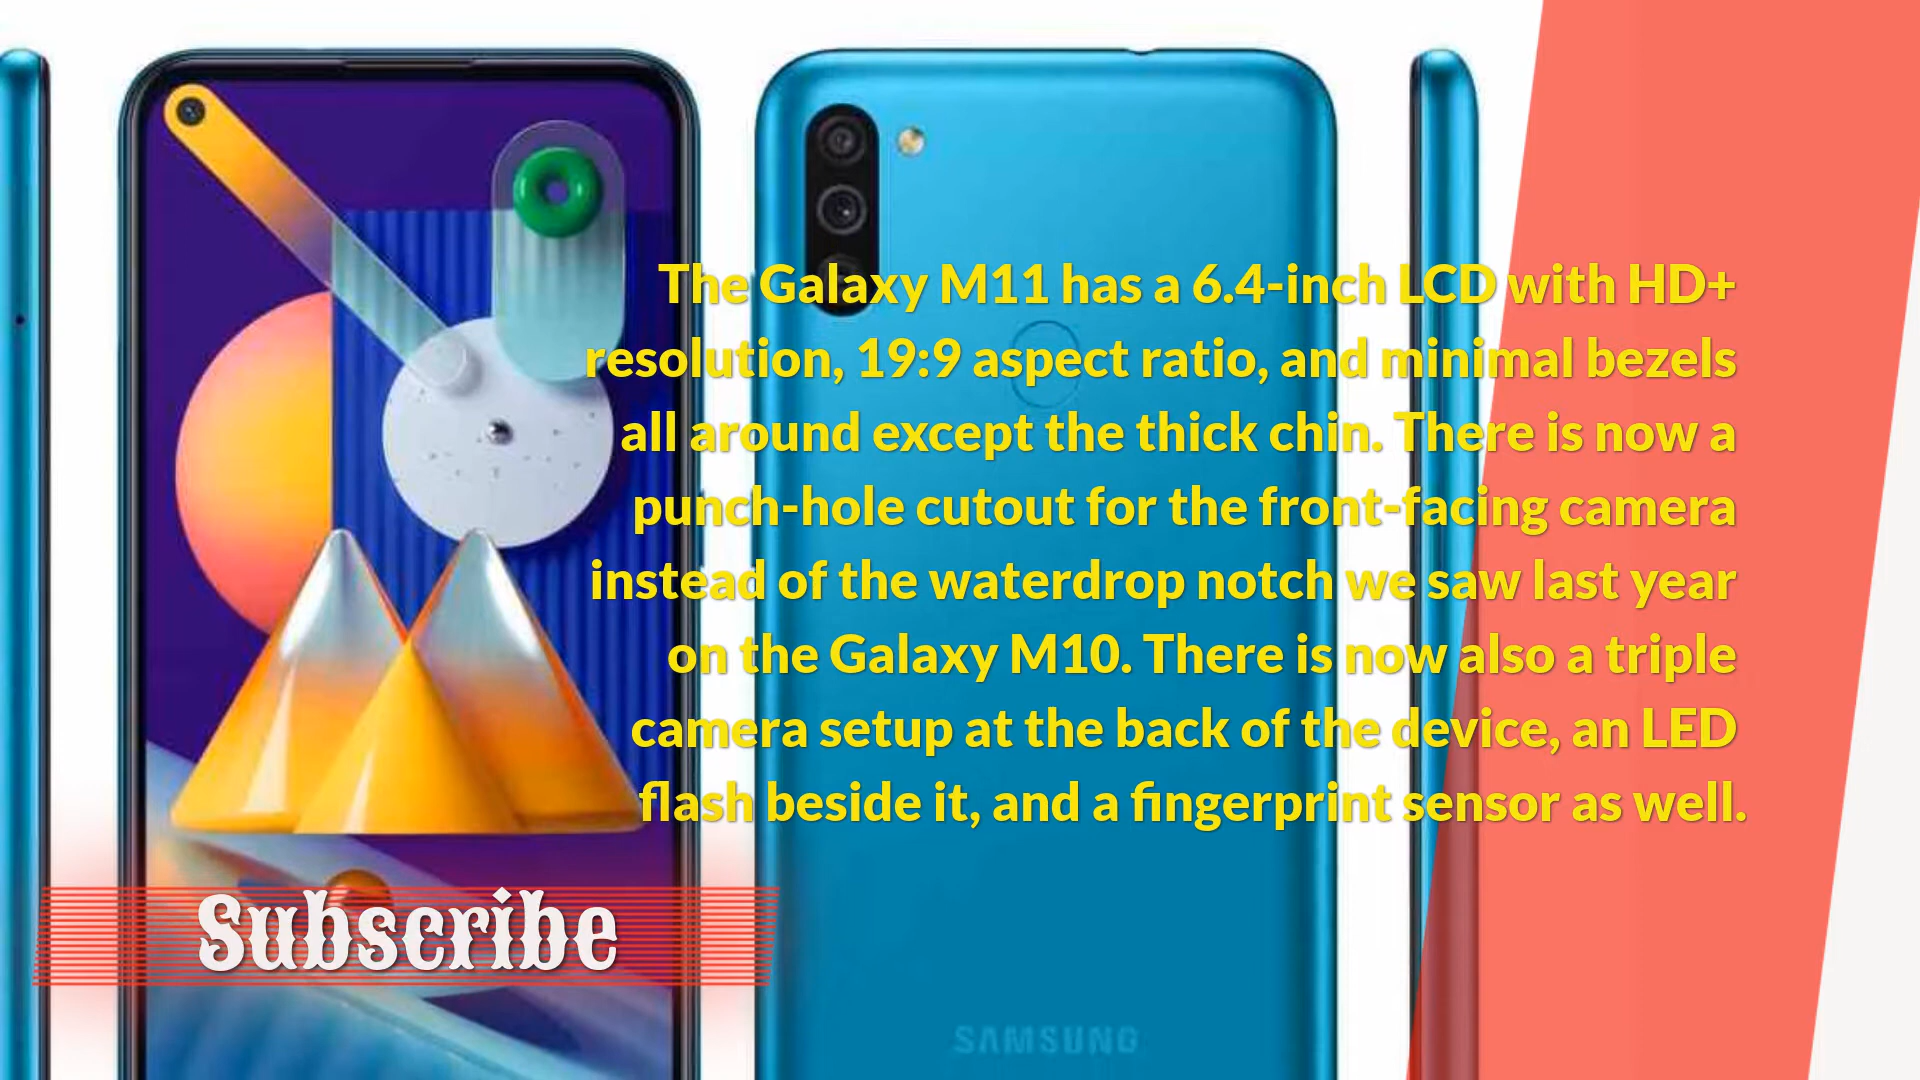 The Galaxy M11 has a 6.4-inch LCD with HD+
resolution, 19:9 aspect ratio, and minimal bezels
all around except the thick chin. There is now a
punch-hole cutout for the front-facing camera
instead of the waterdrop notch we saw last year
on the Galaxy M10. There is now also a triple
camera setup at the back of the device, an LED
flash beside it, and a fingerprint sensor as well.
Subscribe
SAMSUNG